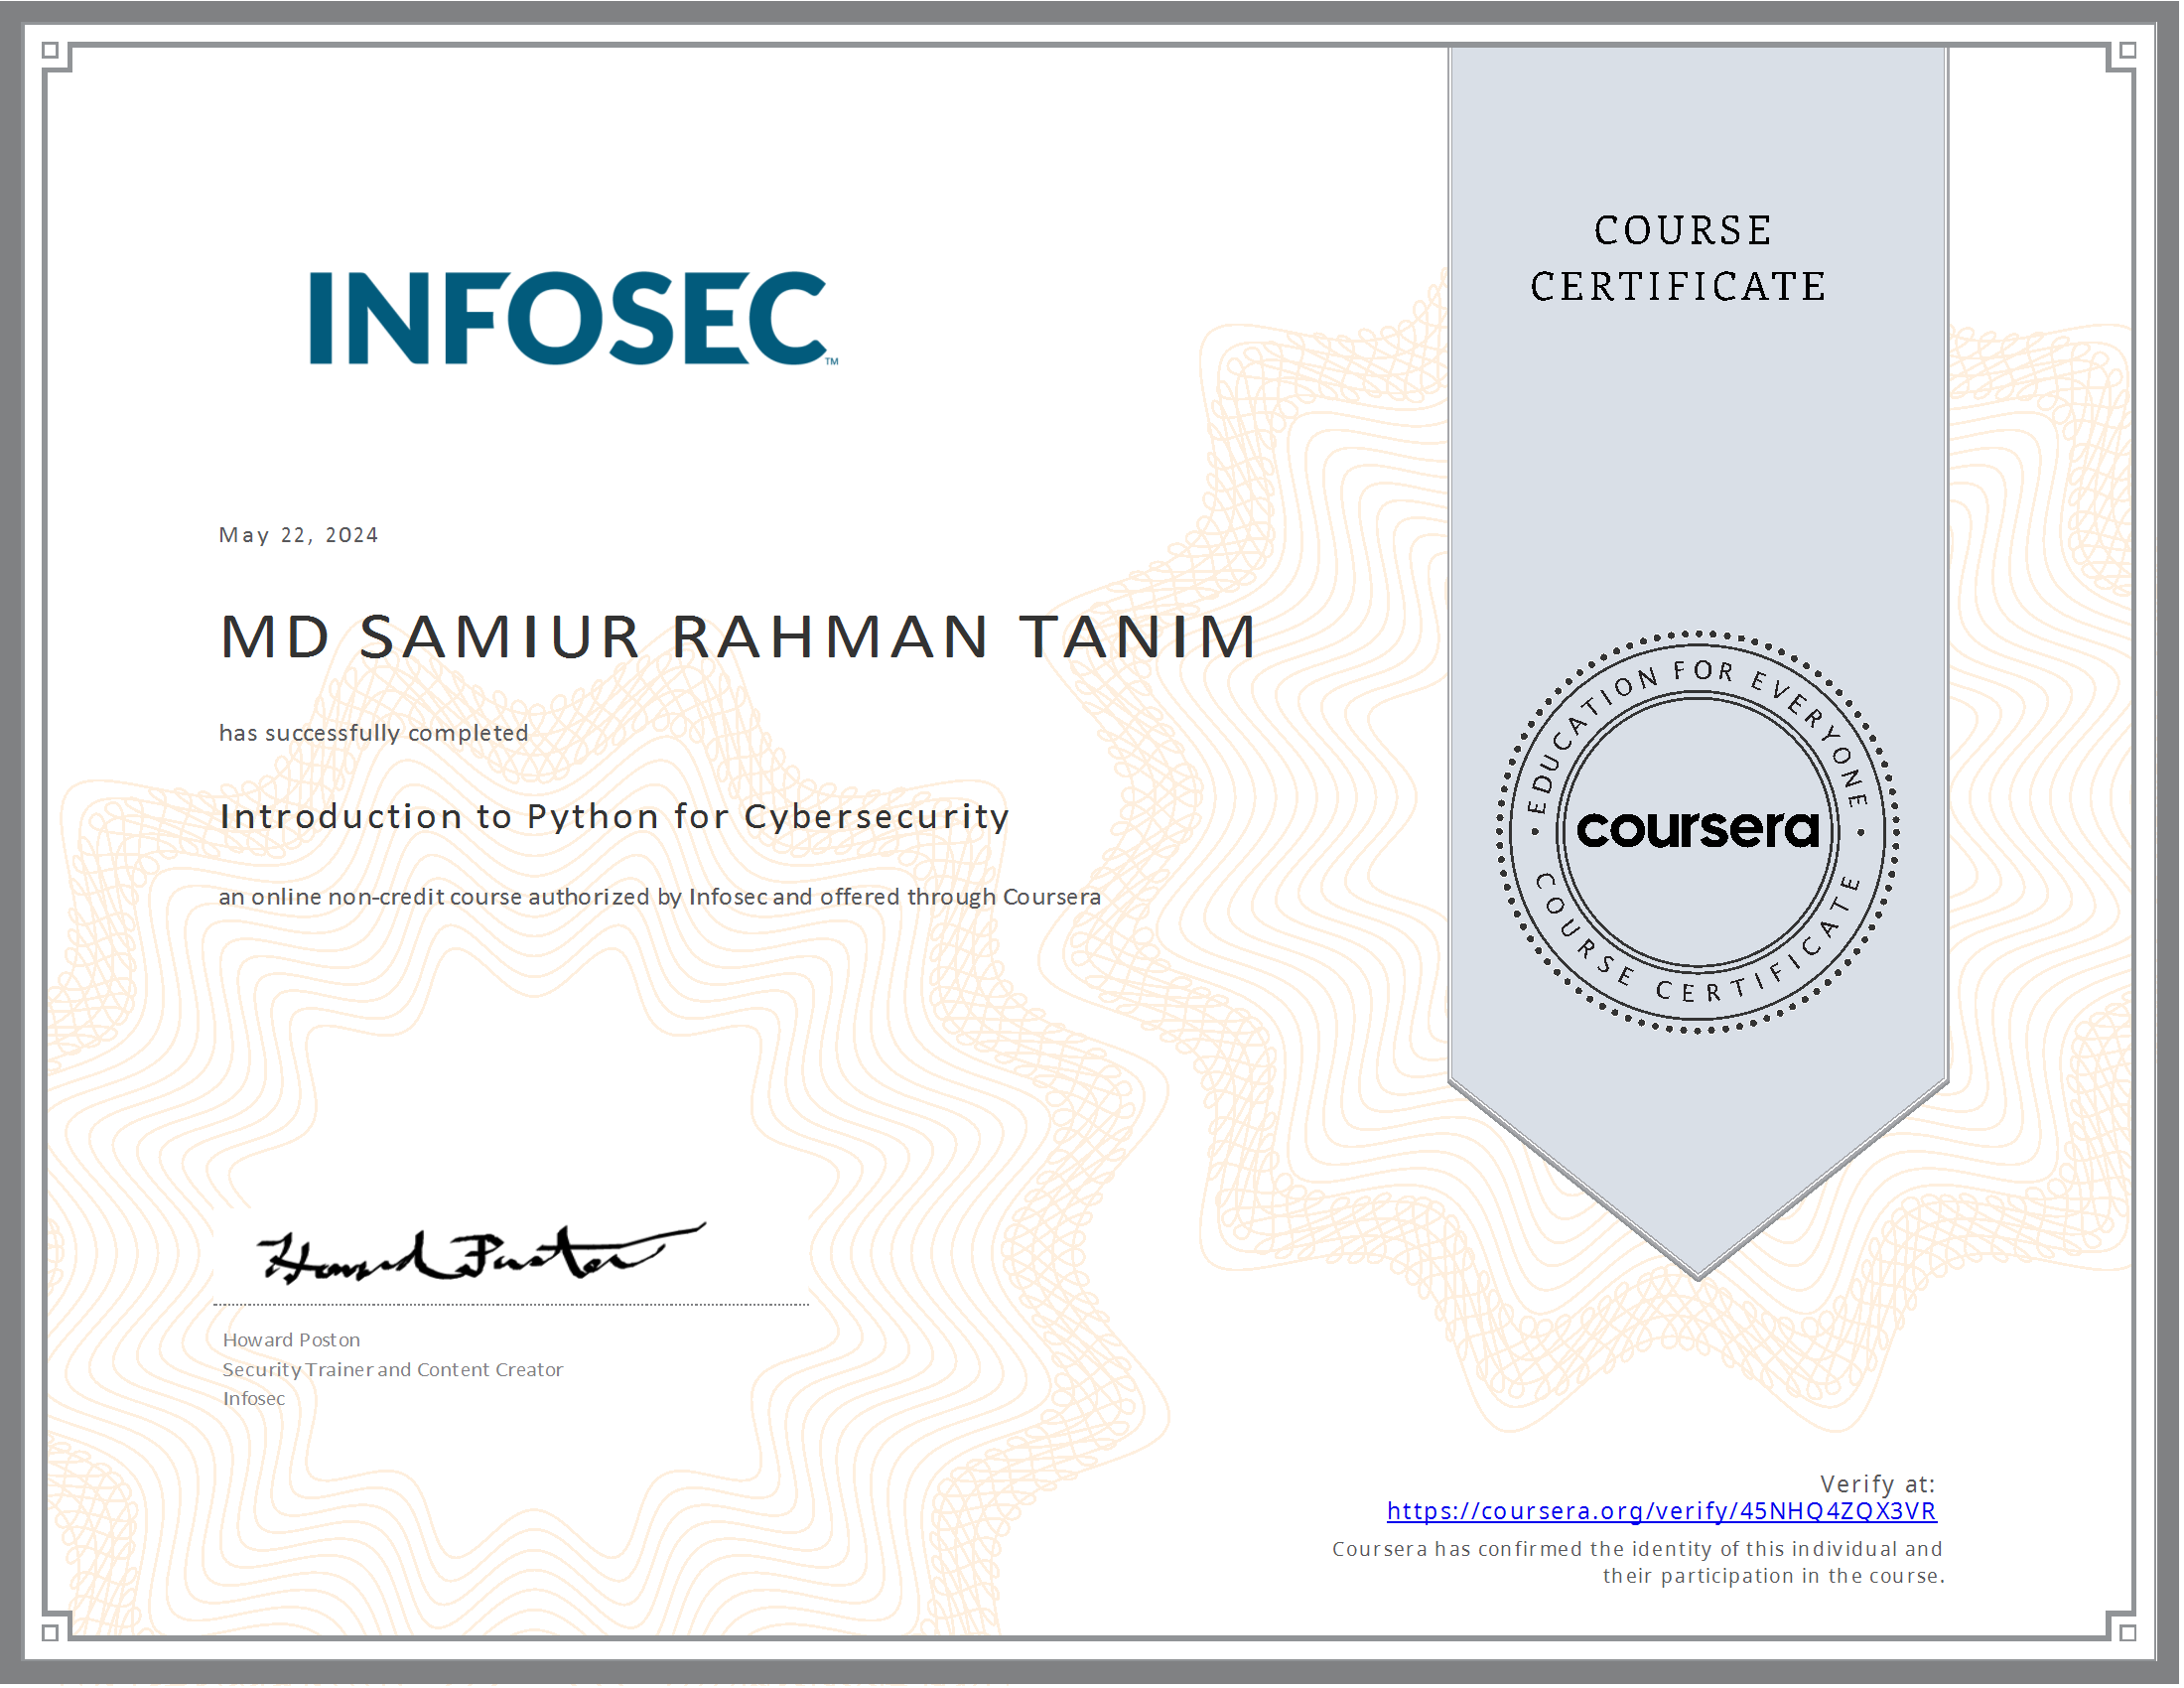 COURSE
CERTIFICATE
INFOSEC™
May 22, 2024
MD SAMIUR RAHMAN TANIM
has successfully completed
Introduction to Python for Cybersecurity
an online non-credit course authorized by Infosec and offered through Coursera
EDUCATION FOR EVERYONE
coursera
COURSE CERTIFICATE
Howard Poston
Howard Poston
Security Trainer and Content Creator
Infosec
Verify at:
https://coursera.org/verify/45NHQ4ZQX3VR
Coursera has confirmed the identity of this individual and
their participation in the course.